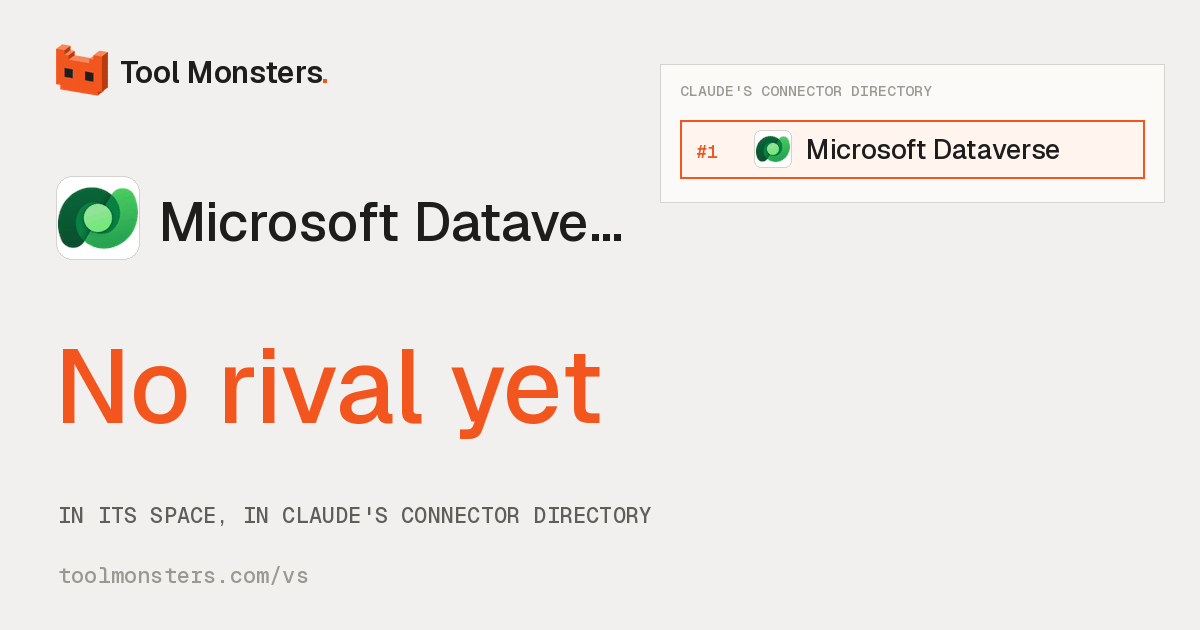 Tool Monsters.
CLAUDE'S CONNECTOR DIRECTORY
#1 Microsoft Dataverse
Microsoft Datave...
No rival yet
IN ITS SPACE, IN CLAUDE'S CONNECTOR DIRECTORY
toolmonsters.com/vs